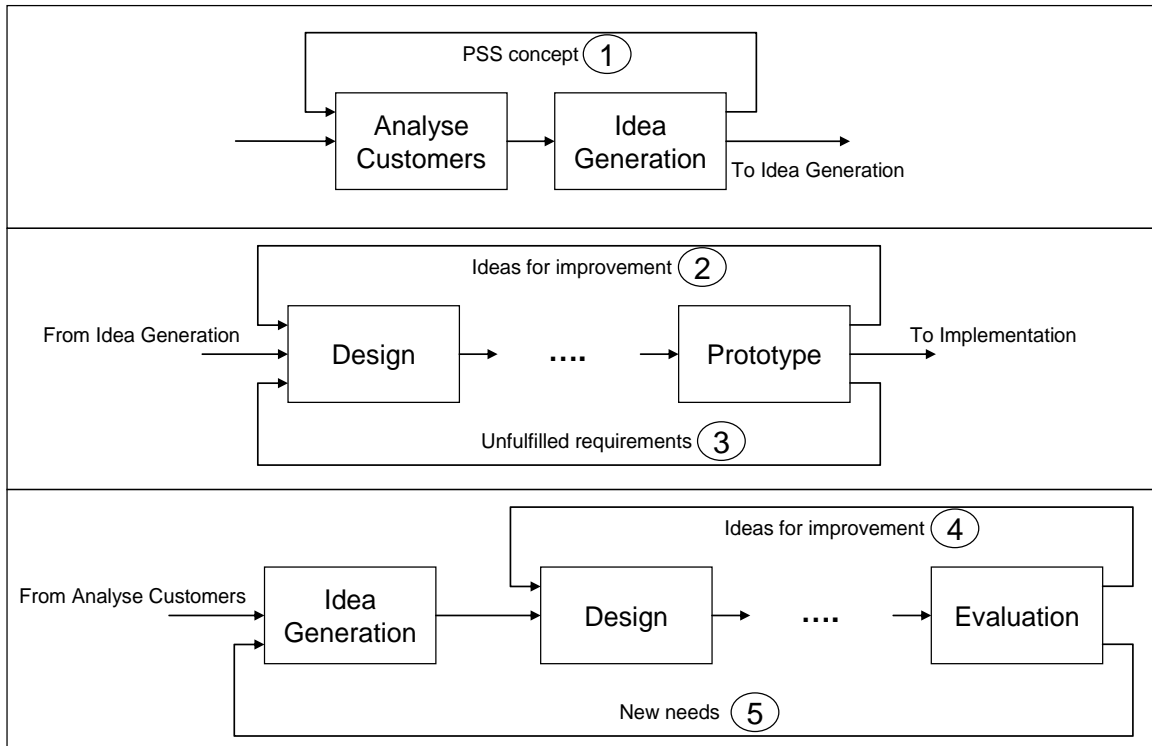 PSS concept 1
Analyse
Customers
Idea
Generation
To Idea Generation
Ideas for improvement 2
From Idea Generation
Design
....
Prototype
To Implementation
Unfulfilled requirements 3
Ideas for improvement 4
From Analyse Customers
Idea
Generation
Design
....
Evaluation
New needs 5